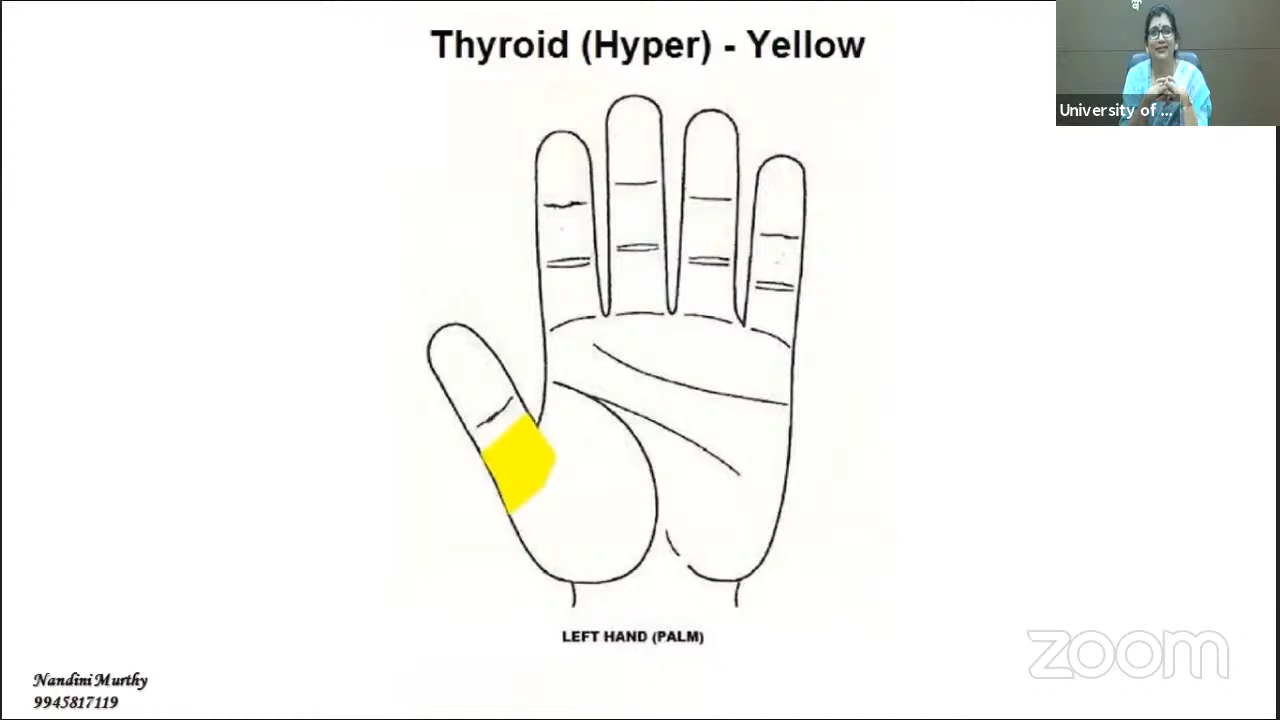 Thyroid (Hyper) - Yellow
University of ...
LEFT HAND (PALM)
zoom
Nandini Murthy
9945817119